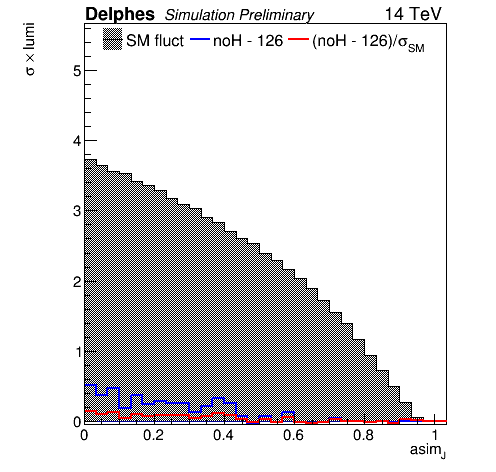 Delphes Simulation Preliminary 14 TeV
σ × lumi
SM fluct noH - 126 (noH - 126)/σSM
5
4
3
2
1
0
0 0.2 0.4 0.6 0.8 1
asimJ